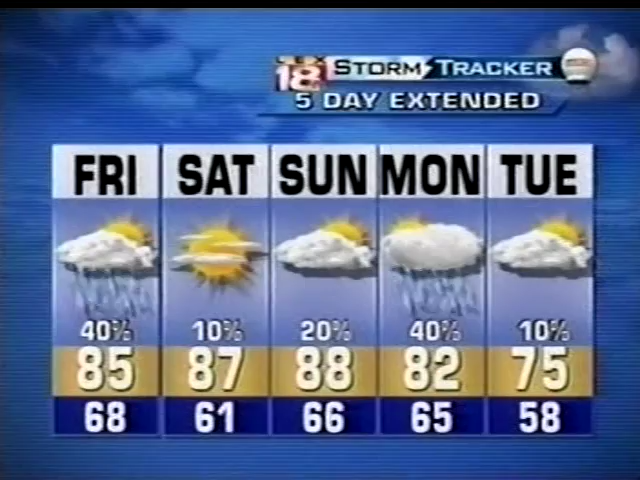 18 STORM TRACKER
5 DAY EXTENDED
FRI SAT SUN MON TUE
40% 10% 20% 40% 10%
85 87 88 82 75
68 61 66 65 58